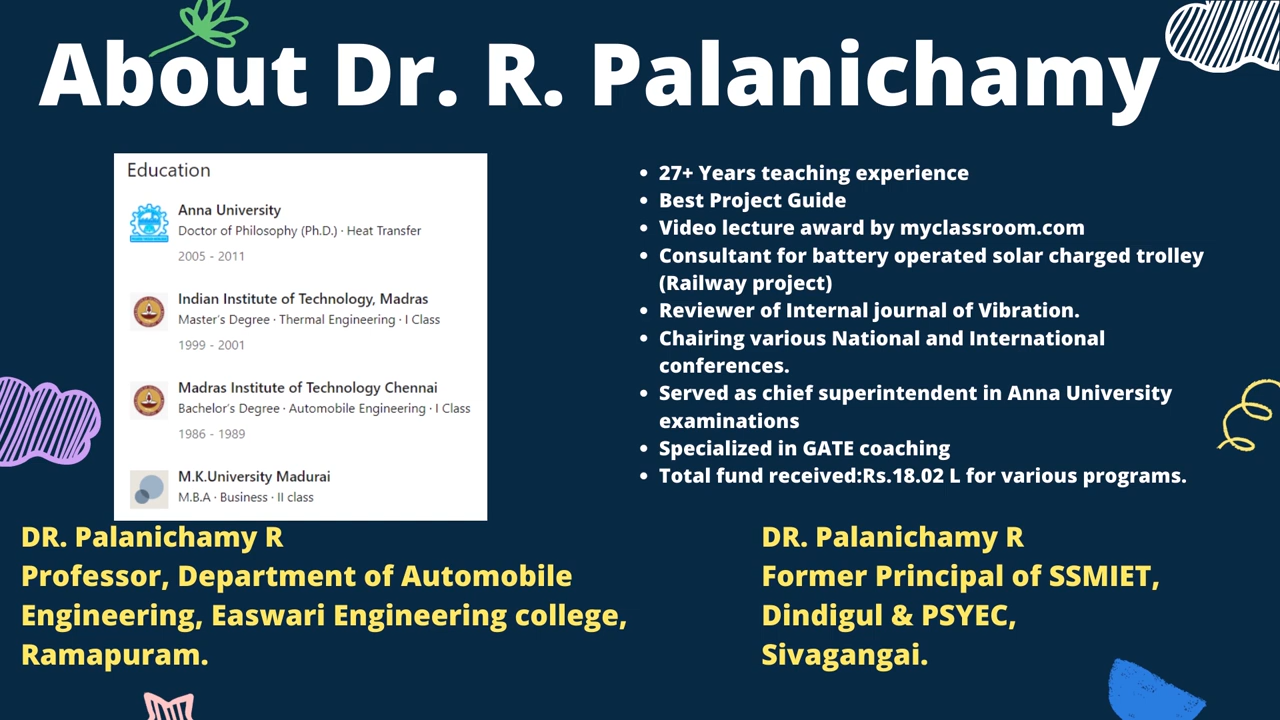 About Dr. R. Palanichamy
Education
Anna University
Doctor of Philosophy (Ph.D.) · Heat Transfer
2005 - 2011
Indian Institute of Technology, Madras
Master's Degree · Thermal Engineering · I Class
1999 - 2001
Madras Institute of Technology Chennai
Bachelor's Degree · Automobile Engineering · I Class
1986 - 1989
M.K.University Madurai
M.B.A · Business · II class
• 27+ Years teaching experience
• Best Project Guide
• Video lecture award by myclassroom.com
• Consultant for battery operated solar charged trolley
(Railway project)
• Reviewer of Internal journal of Vibration.
• Chairing various National and International
conferences.
• Served as chief superintendent in Anna University
examinations
• Specialized in GATE coaching
• Total fund received:Rs.18.02 L for various programs.
DR. Palanichamy R
Professor, Department of Automobile
Engineering, Easwari Engineering college,
Ramapuram.
DR. Palanichamy R
Former Principal of SSMIET,
Dindigul & PSYEC,
Sivagangai.